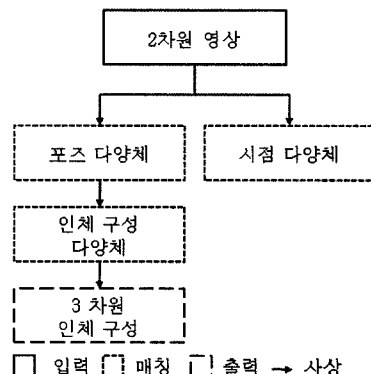 2차원 영상
포즈 다양체
시점 다양체
인체 구성
다양체
3 차원
인체 구성
입력 매칭 출력 → 사상